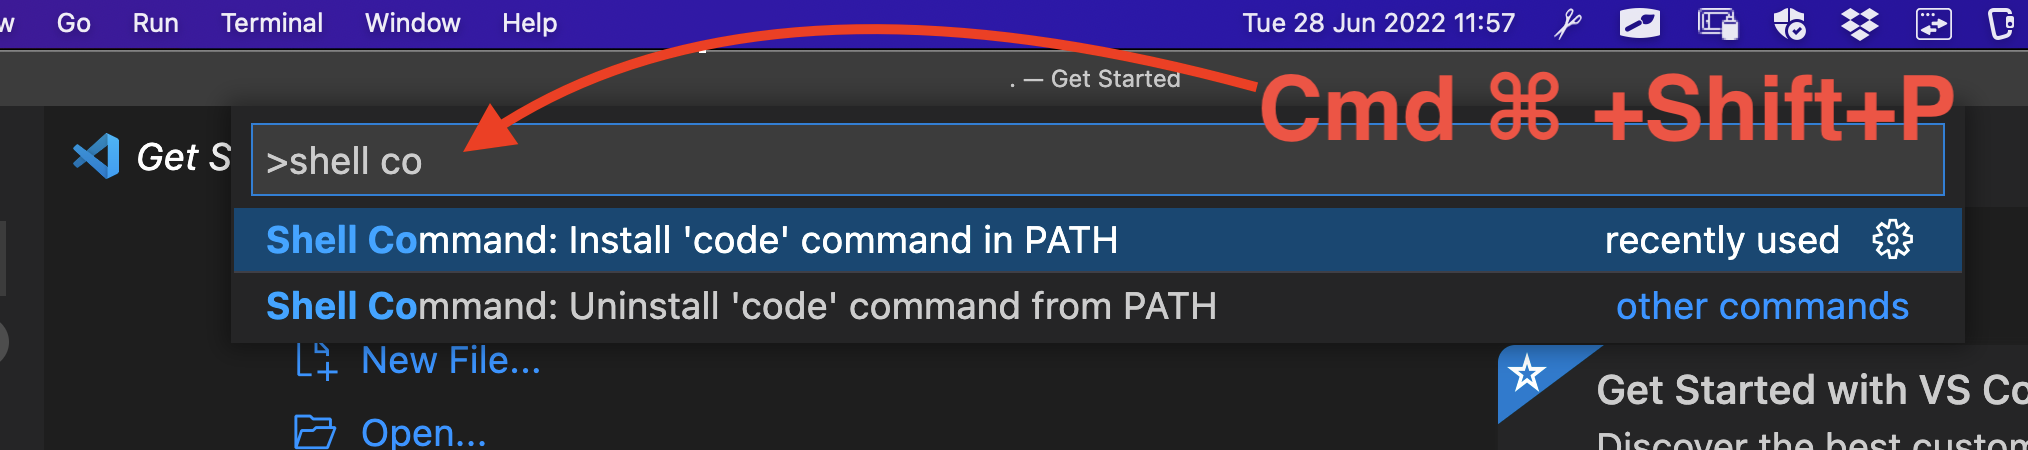 Go Run Terminal Window Help Tue 28 Jun 2022 11:57
. — Get Started
Cmd ⌘ +Shift+P
Get S
>shell co
Shell Command: Install 'code' command in PATH recently used
Shell Command: Uninstall 'code' command from PATH other commands
New File...
Open...
Get Started with VS Co
Discover the best custom